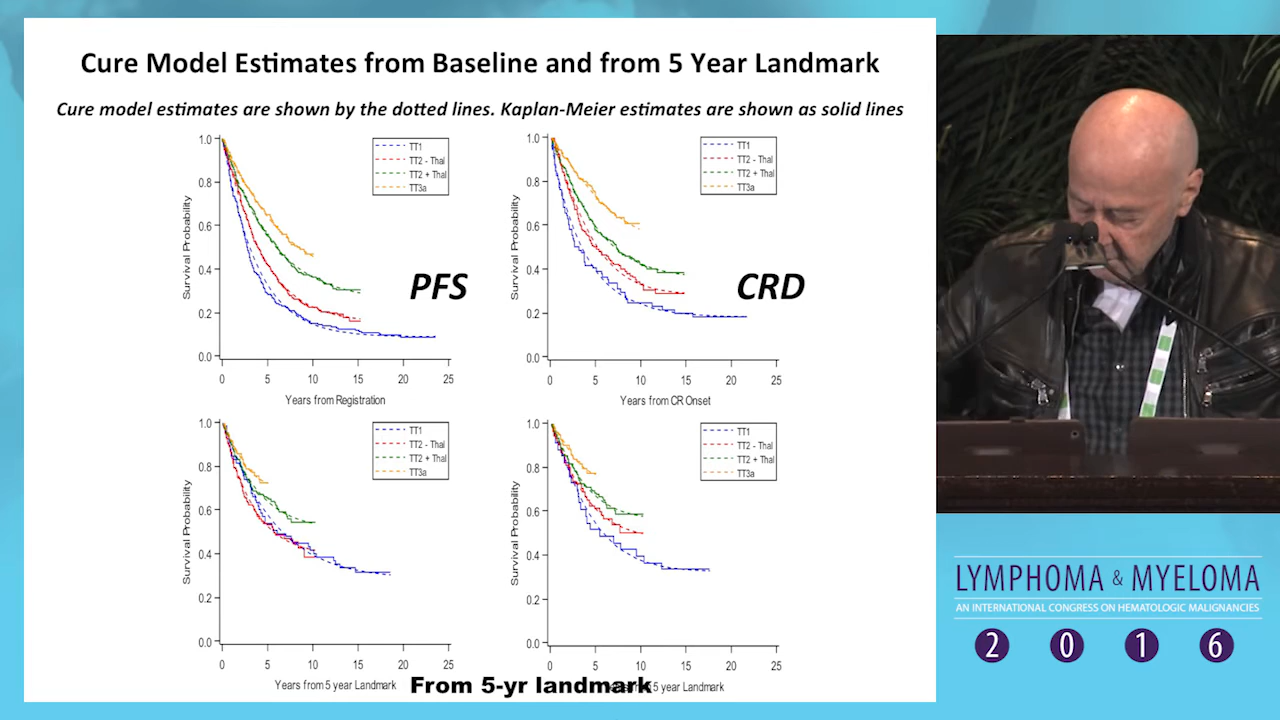 Cure Model Estimates from Baseline and from 5 Year Landmark
Cure model estimates are shown by the dotted lines. Kaplan-Meier estimates are shown as solid lines
Survival Probability
1.0
0.8
0.6
0.4
0.2
0.0
TT1
TT2 - Thal
TT2 + Thal
TT3a
PFS
0 5 10 15 20 25
Years from Registration
Survival Probability
1.0
0.8
0.6
0.4
0.2
0.0
TT1
TT2 - Thal
TT2 + Thal
TT3a
CRD
0 5 10 15 20 25
Years from CR Onset
Survival Probability
1.0
0.8
0.6
0.4
0.2
0.0
TT1
TT2 - Thal
TT2 + Thal
TT3a
0 5 10 15 20 25
Years from 5 year Landmark
Survival Probability
1.0
0.8
0.6
0.4
0.2
0.0
TT1
TT2 - Thal
TT2 + Thal
TT3a
0 5 10 15 20 25
5 year Landmark
From 5-yr landmark
LYMPHOMA & MYELOMA
AN INTERNATIONAL CONGRESS ON HEMATOLOGIC MALIGNANCIES
2 0 1 6